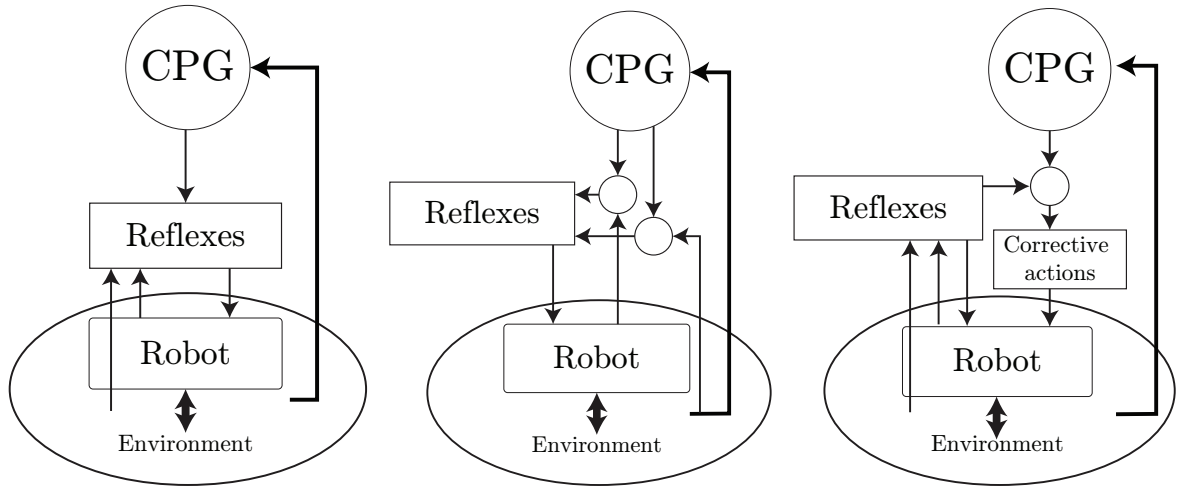 CPG
Reflexes
Robot
Environment
CPG
Reflexes
Robot
Environment
CPG
Reflexes
Corrective
actions
Robot
Environment